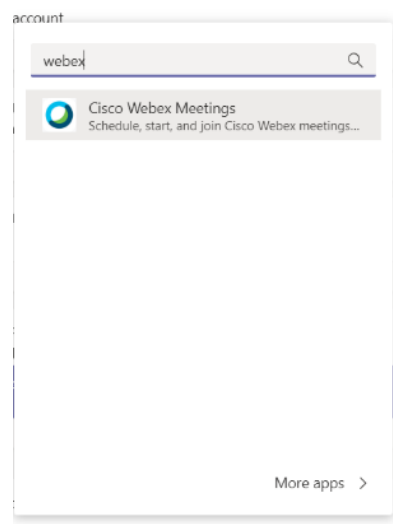 account
webex
Cisco Webex Meetings
Schedule, start, and join Cisco Webex meetings...
More apps